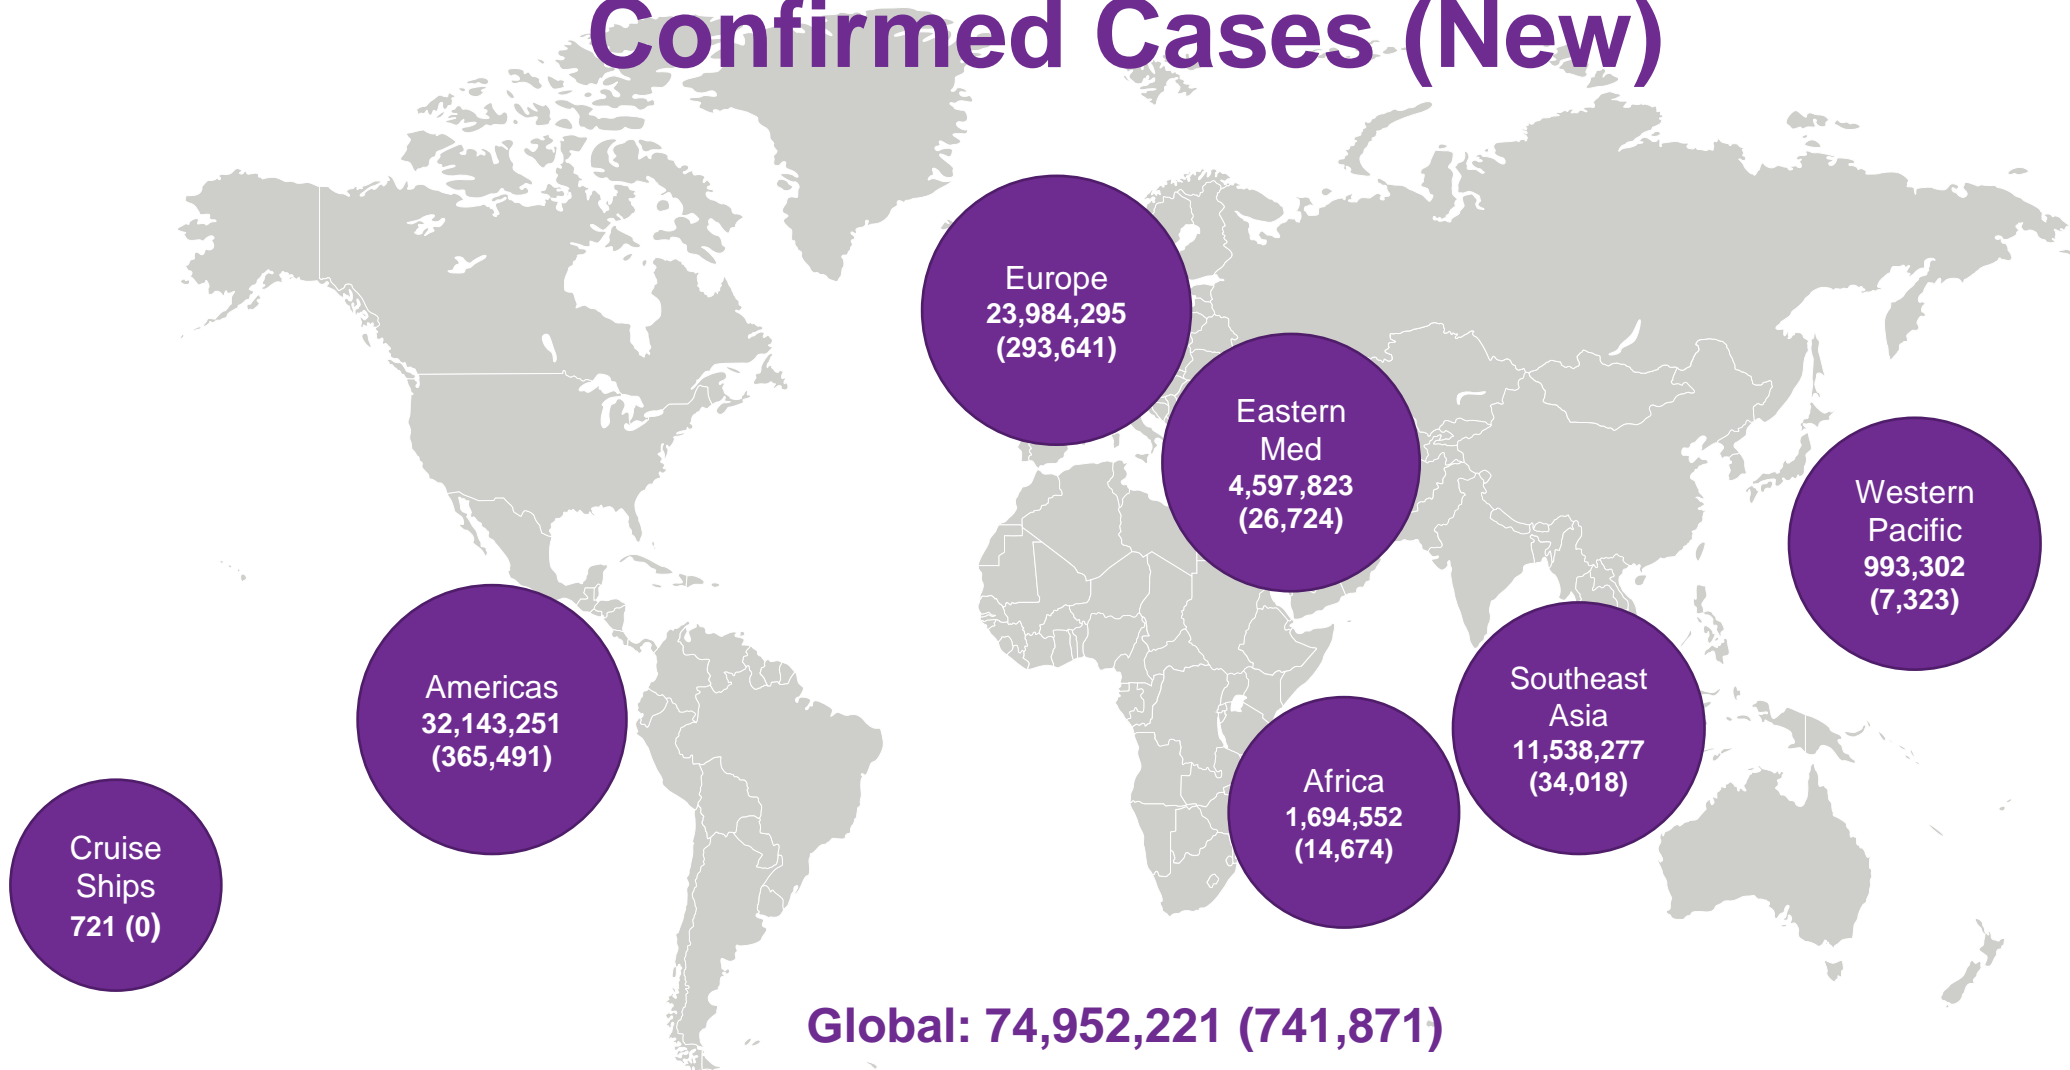 Confirmed Cases (New)
Europe
23,984,295
(293,641)
Eastern
Med
4,597,823
(26,724)
Western
Pacific
993,302
(7,323)
Americas
32,143,251
(365,491)
Southeast
Asia
11,538,277
(34,018)
Africa
1,694,552
(14,674)
Cruise
Ships
721 (0)
Global: 74,952,221 (741,871)